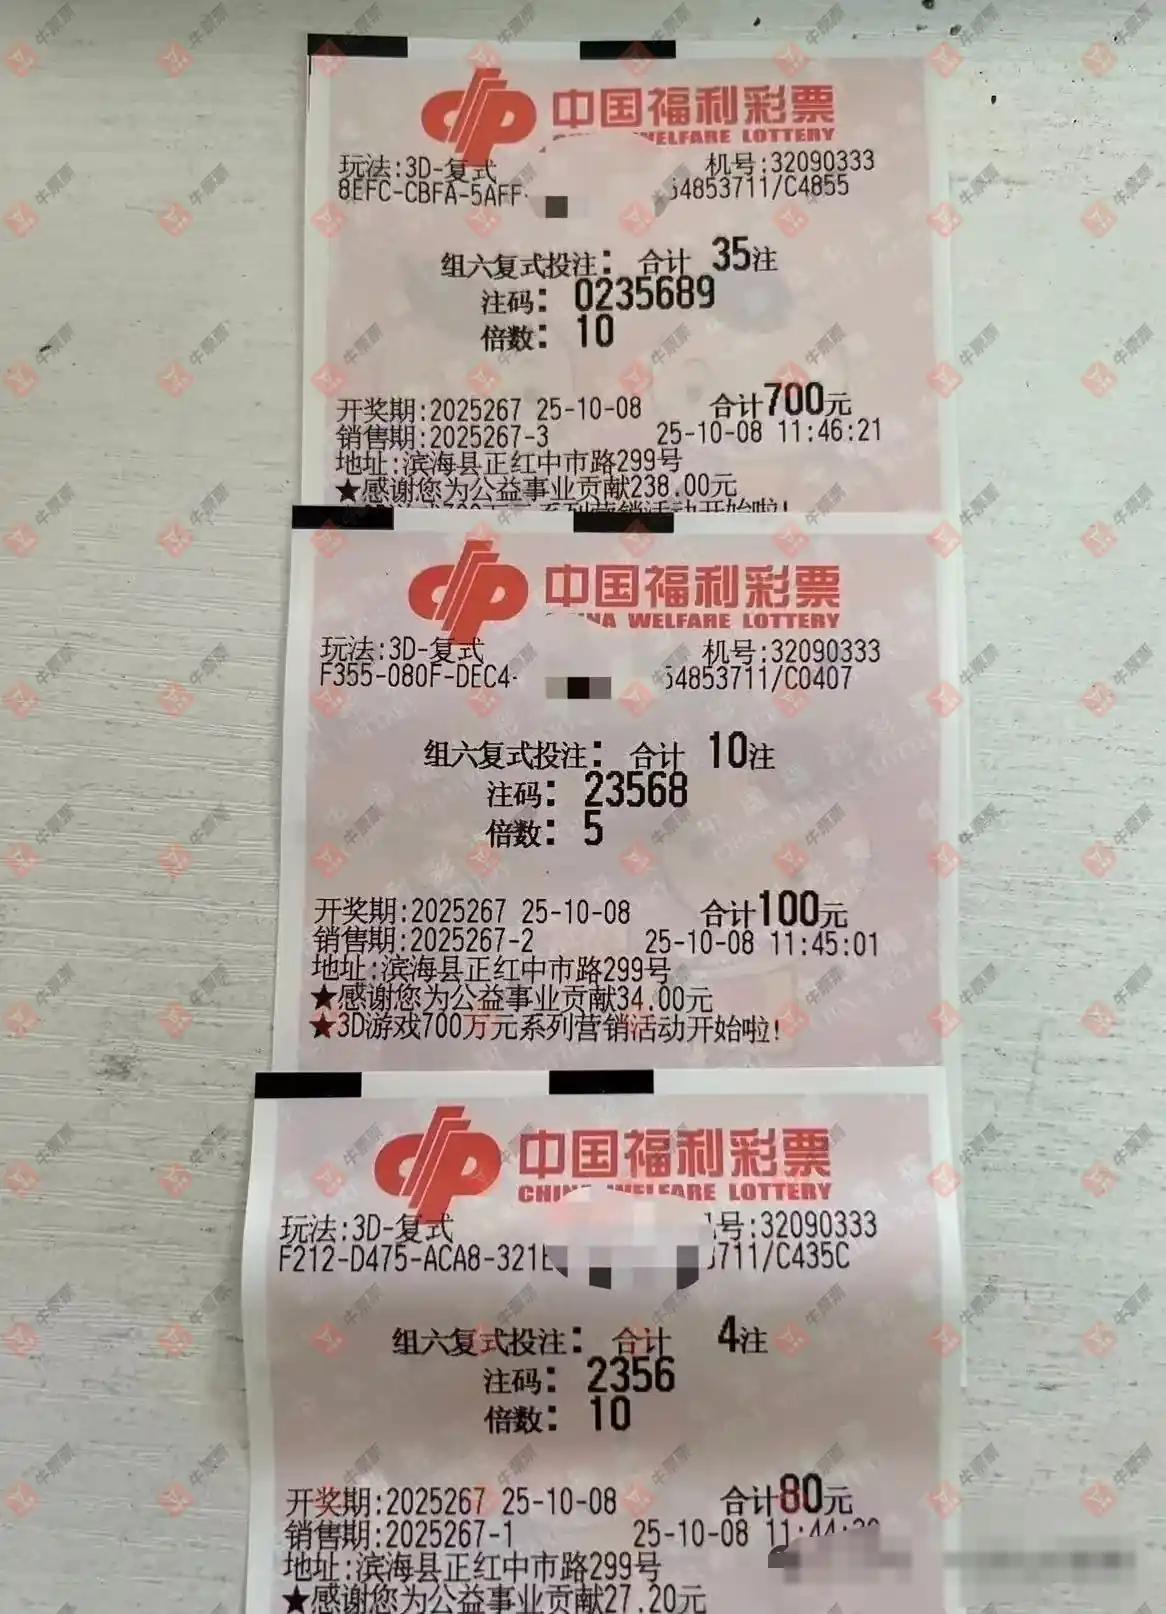 中国福利彩票
WELFARE LOTTERY
玩法:3D-复式 机号:32090333
8EFC-CBFA-5AFF- 54853711/C4855
组六复式投注: 合计 35注
注码: 0235689
倍数: 10
开奖期:2025267 25-10-08 合计700元
销售期:2025267-3 25-10-08 11:46:21
地址:滨海县正红中市路299号
★感谢您为公益事业贡献238.00元
中国福利彩票
WELFARE LOTTERY
玩法:3D-复式 机号:32090333
F355-080F-DEC4- 54853711/C0407
组六复式投注: 合计 10注
注码: 23568
倍数: 5
开奖期:2025267 25-10-08 合计100元
销售期:2025267-2 25-10-08 11:45:01
地址:滨海县正红中市路299号
★感谢您为公益事业贡献34.00元
★3D游戏700万元系列营销活动开始啦!
中国福利彩票
CHINA WELFARE LOTTERY
玩法:3D-复式 号:32090333
F212-D475-ACA8-321 3711/C435C
组六复式投注: 合计 4注
注码: 2356
倍数: 10
开奖期:2025267 25-10-08 合计80元
销售期:2025267-1 25-10-08 11:44:
地址:滨海县正红中市路299号
★感谢您为公益事业贡献27.20元
牛票票